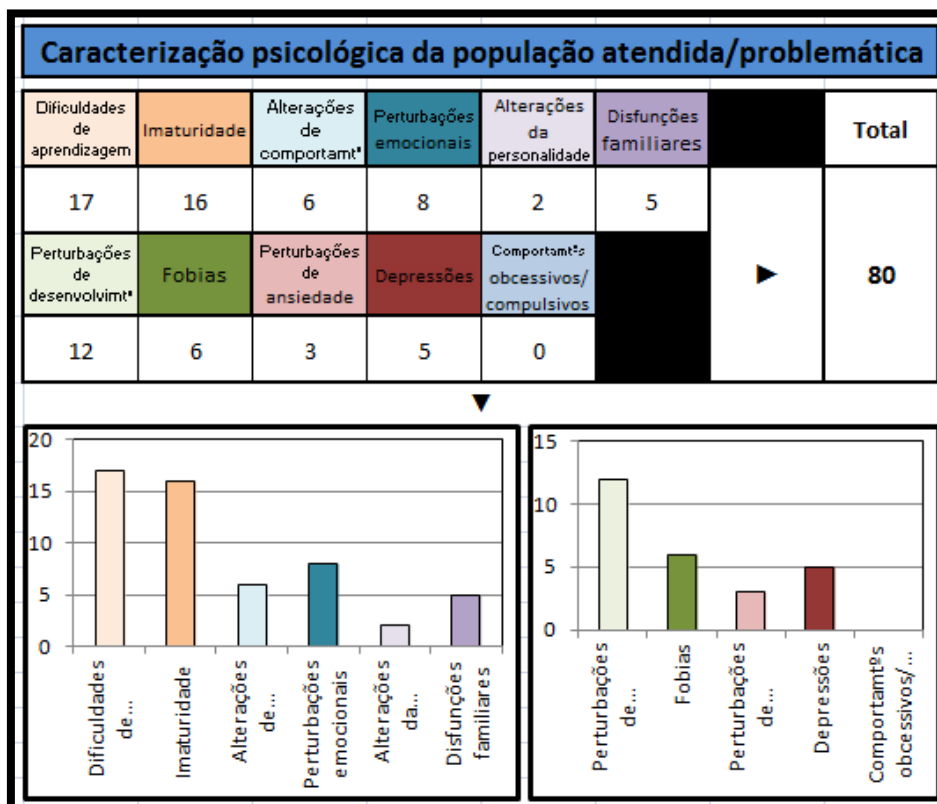 Caracterização psicológica da população atendida/problemática
Dificuldades
de
aprendizagem
Imaturidade
Alterações
de
comportamtº
Perturbações
emocionais
Alterações
da
personalidade
Disfunções
familiares
Total
17
16
6
8
2
5
Perturbações
de
desenvolvimtº
Fobias
Perturbações
de
ansiedade
Depressões
Comportamtºs
obcessivos/
compulsivos
►
80
12
6
3
5
0
▼
20
15
10
5
0
Dificuldades
de...
Imaturidade
Alterações
de...
Perturbações
emocionais
Alterações
da...
Disfunções
familiares
15
10
5
0
Perturbações
de...
Fobias
Perturbações
de...
Depressões
Comportamtºs
obcessivos/...